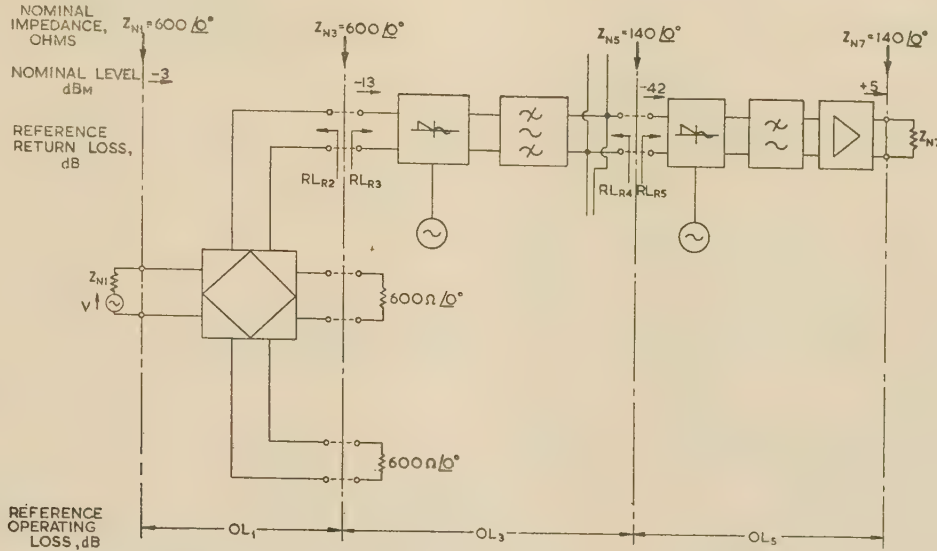 NOMINAL
IMPEDANCE,
OHMS
Z_N1 = 600/0°
Z_N3 = 600/0°
Z_N5 = 140/0°
Z_N7 = 140/0°
NOMINAL LEVEL
dBM
-3
-13
-42
+5
REFERENCE
RETURN LOSS,
dB
RL_R2
RL_R3
RL_R4
RL_R5
Z_N7
Z_N1
V
600Ω/0°
600Ω/0°
REFERENCE
OPERATING
LOSS, dB
OL_1
OL_3
OL_5